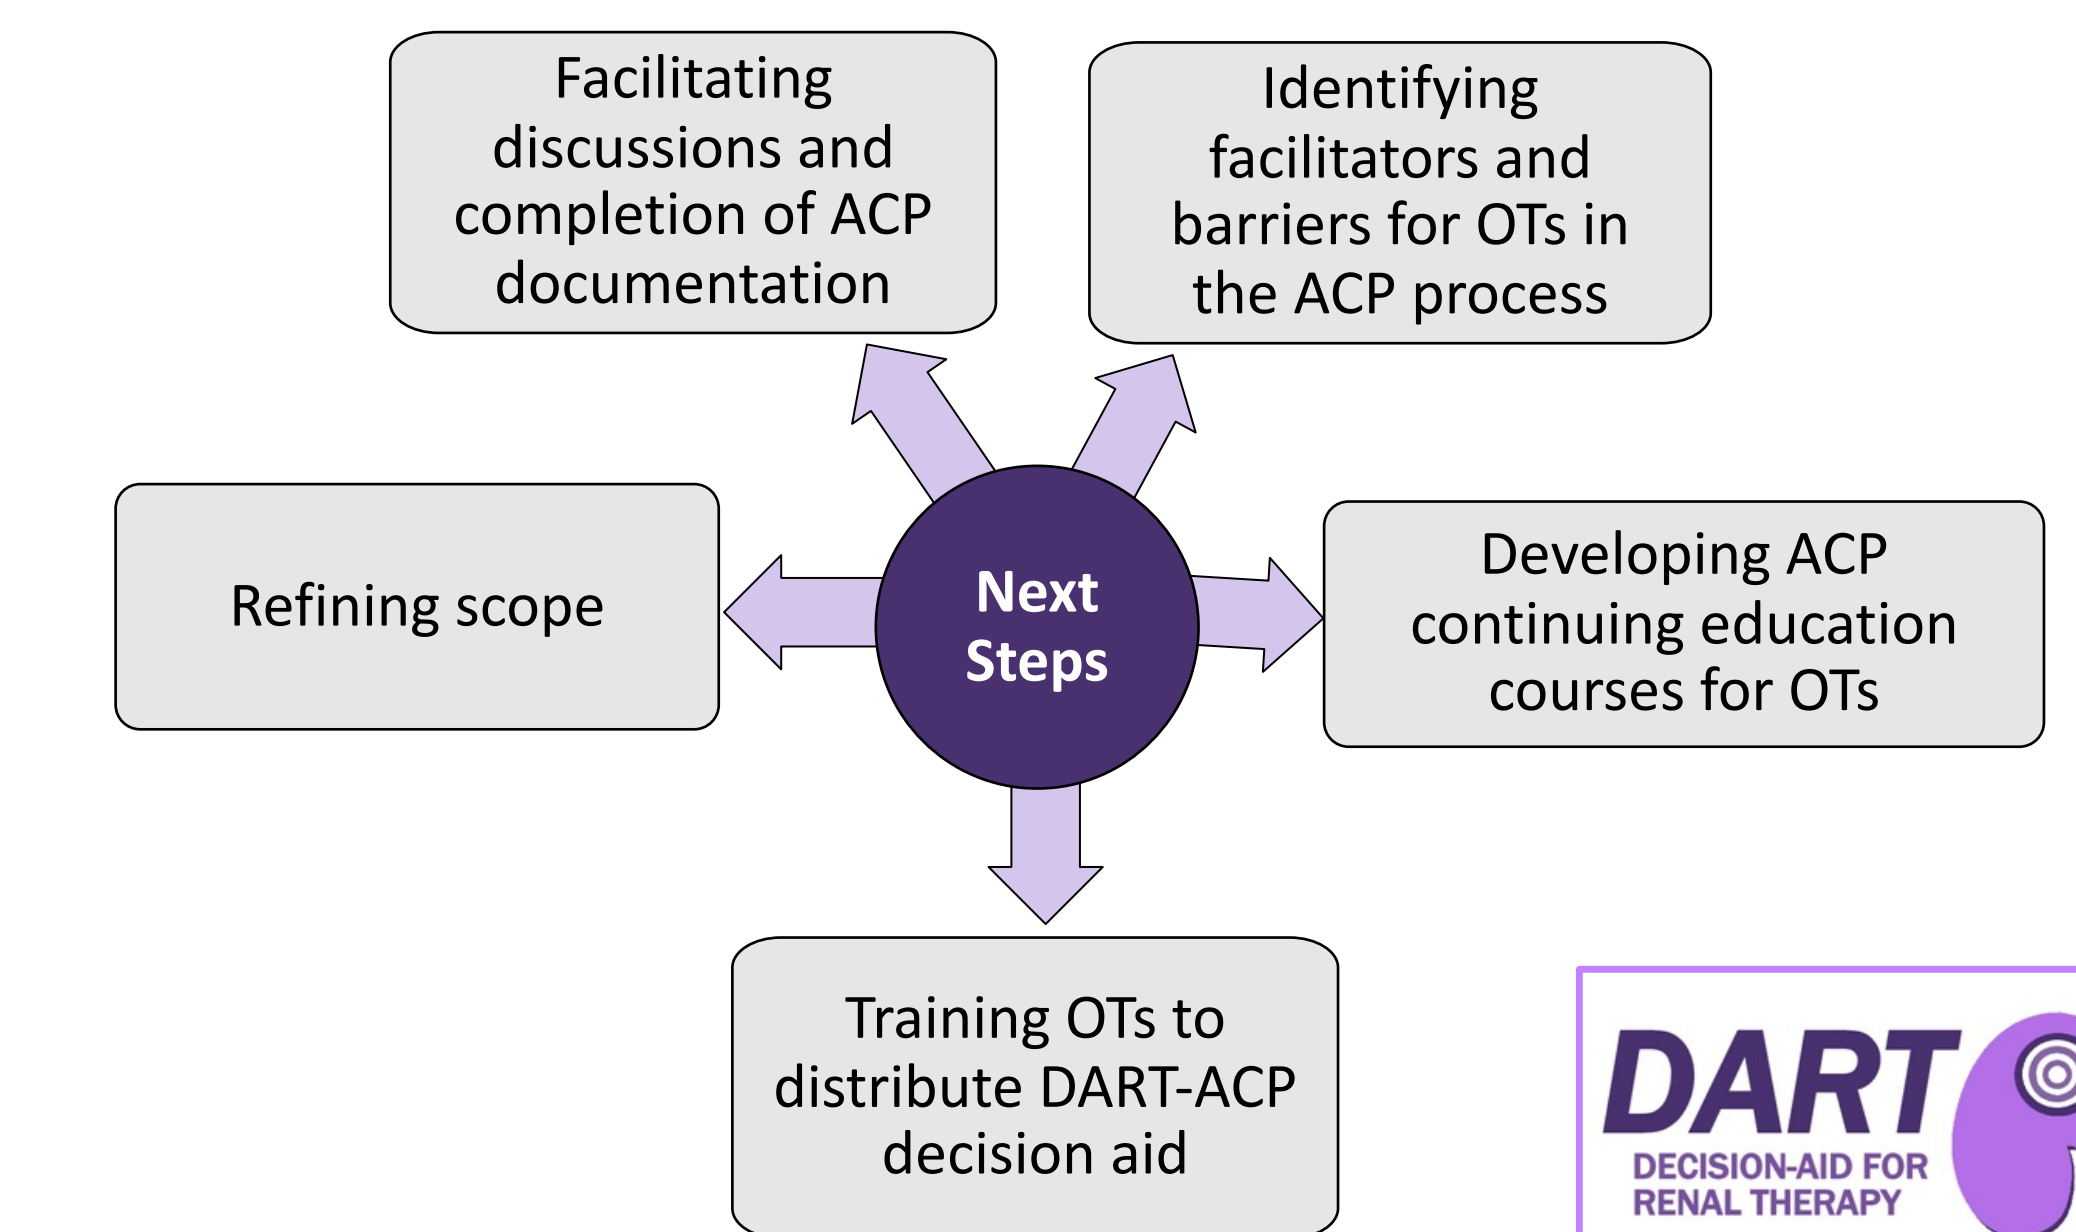 Facilitating
discussions and
completion of ACP
documentation
Identifying
facilitators and
barriers for OTs in
the ACP process
Refining scope
Next
Steps
Developing ACP
continuing education
courses for OTs
Training OTs to
distribute DART-ACP
decision aid
DART
DECISION-AID FOR
RENAL THERAPY